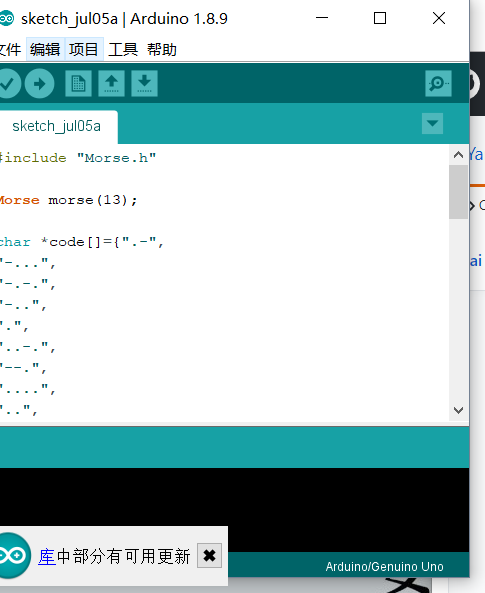 sketch_jul05a | Arduino 1.8.9
文件 编辑 项目 工具 帮助
sketch_jul05a
#include "Morse.h"
Morse morse(13);
char *code[]={".-",
"-...",
"-.-.",
"-..",
".",
"..-.",
"--.",
"....",
"..",
库中部分有可用更新
Arduino/Genuino Uno
Ya
ai